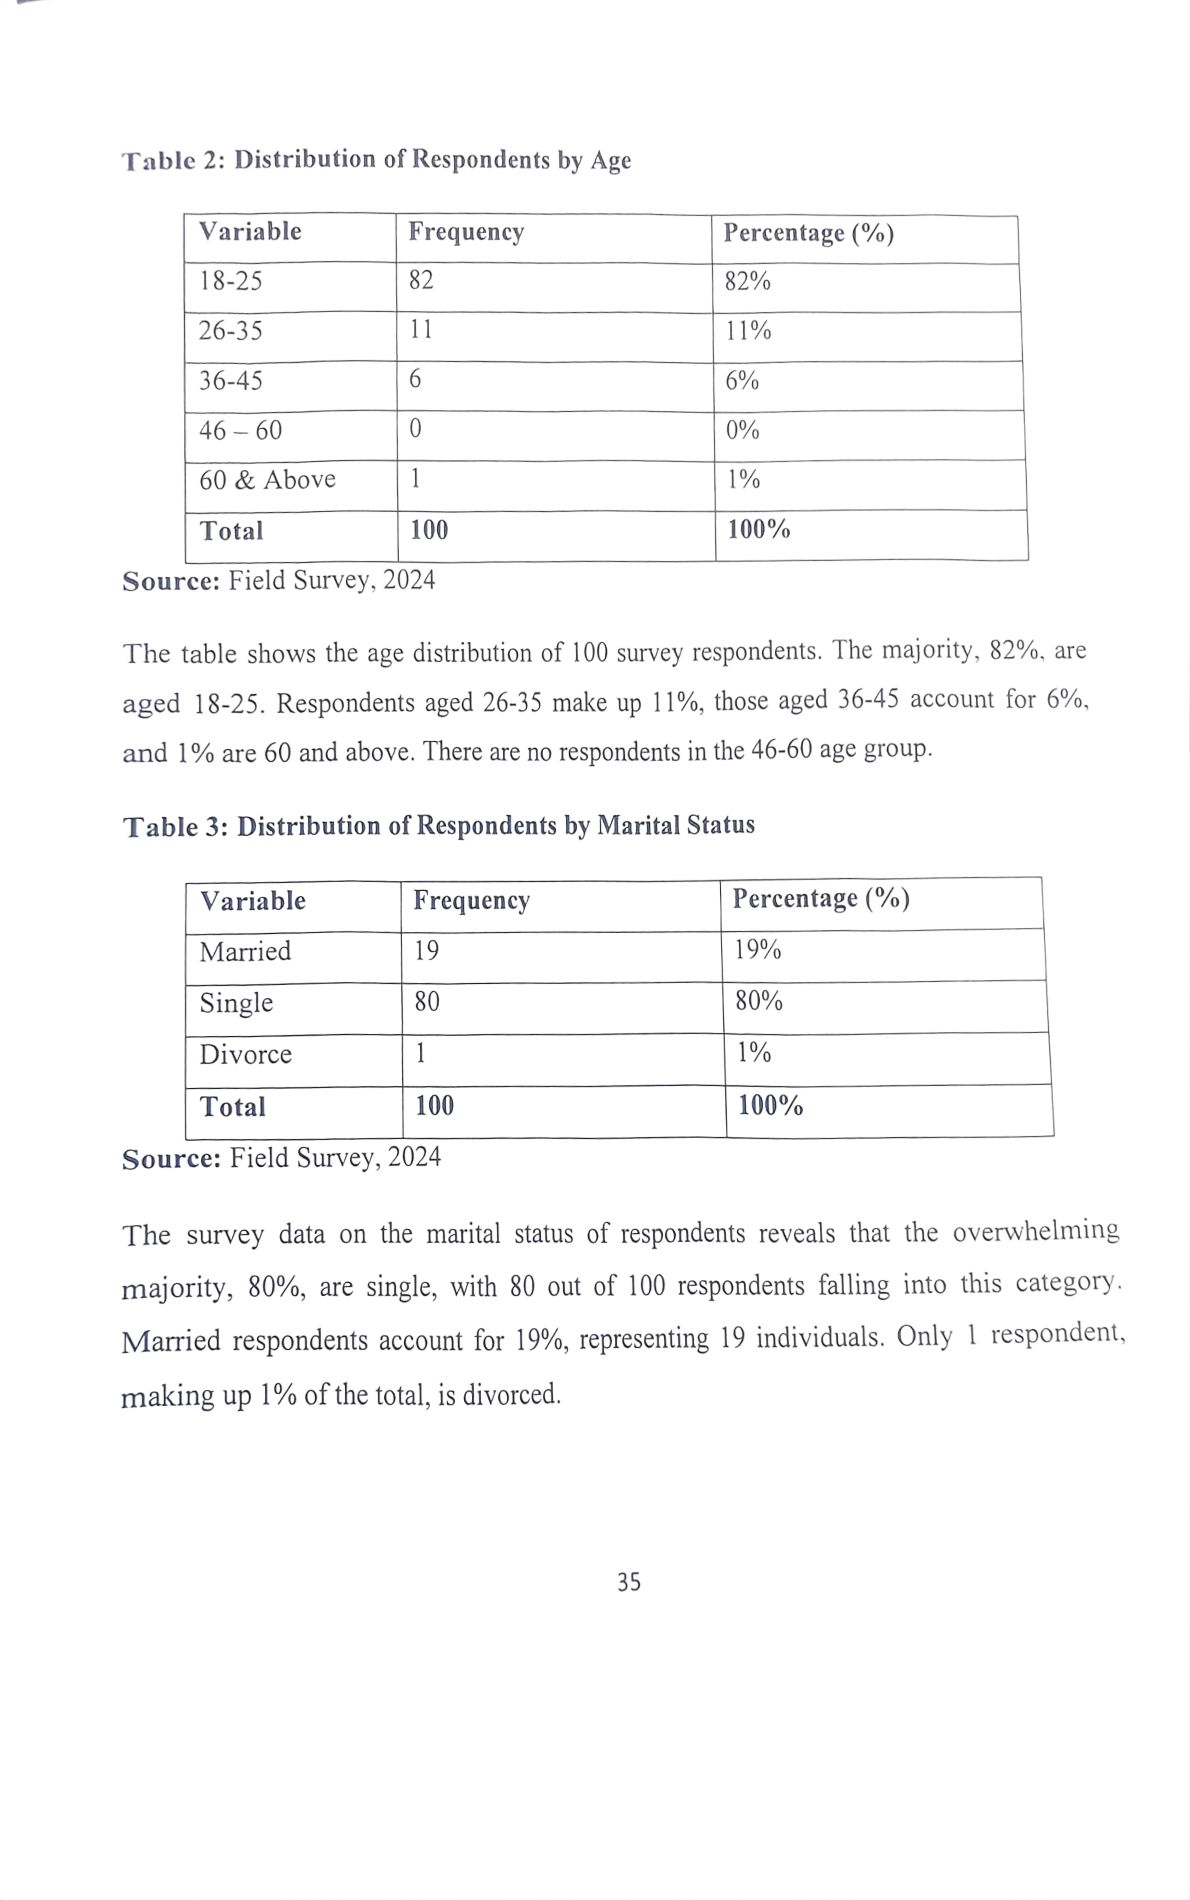 Table 2: Distribution of Respondents by Age
Variable Frequency Percentage (%)
18-25 82 82%
26-35 11 11%
36-45 6 6%
46 – 60 0 0%
60 & Above 1 1%
Total 100 100%
Source: Field Survey, 2024
The table shows the age distribution of 100 survey respondents. The majority, 82%, are
aged 18-25. Respondents aged 26-35 make up 11%, those aged 36-45 account for 6%,
and 1% are 60 and above. There are no respondents in the 46-60 age group.
Table 3: Distribution of Respondents by Marital Status
Variable Frequency Percentage (%)
Married 19 19%
Single 80 80%
Divorce 1 1%
Total 100 100%
Source: Field Survey, 2024
The survey data on the marital status of respondents reveals that the overwhelming
majority, 80%, are single, with 80 out of 100 respondents falling into this category.
Married respondents account for 19%, representing 19 individuals. Only 1 respondent,
making up 1% of the total, is divorced.
35